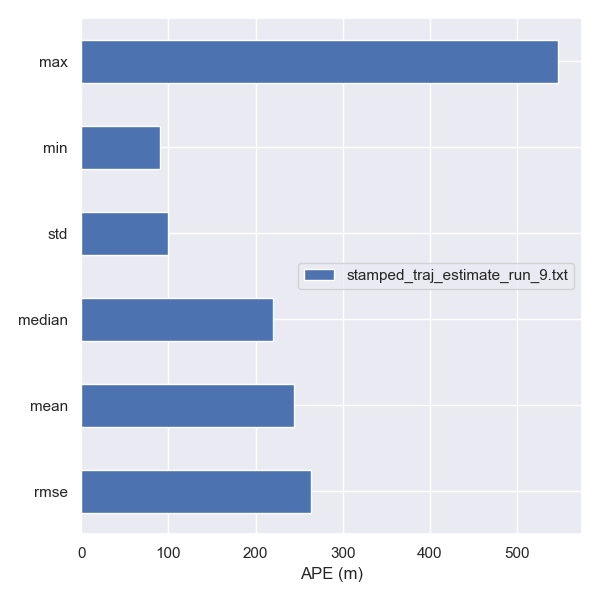 max
min
std
stamped_traj_estimate_run_9.txt
median
mean
rmse
0 100 200 300 400 500
APE (m)